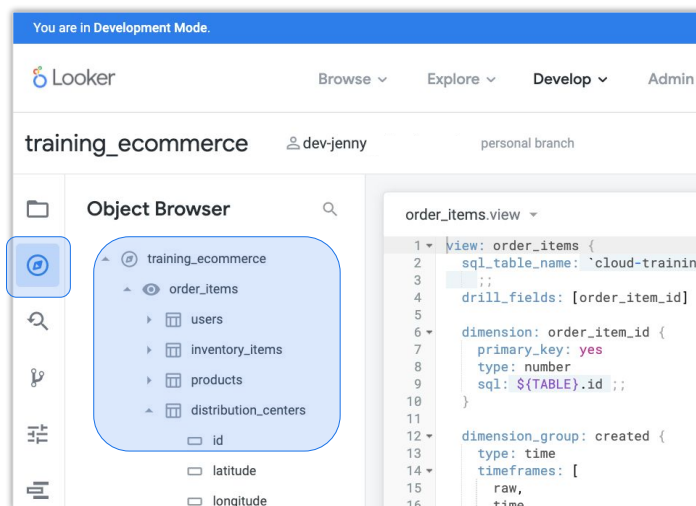 You are in Development Mode.
Looker Browse Explore Develop Admin
training_ecommerce dev-jenny personal branch
Object Browser
training_ecommerce
order_items
users
inventory_items
products
distribution_centers
id
latitude
longitude
order_items.view
1 view: order_items {
2 sql_table_name: `cloud-trainin
3 ;;
4 drill_fields: [order_item_id]
5
6 dimension: order_item_id {
7 primary_key: yes
8 type: number
9 sql: ${TABLE}.id ;;
10 }
11
12 dimension_group: created {
13 type: time
14 timeframes: [
15 raw,
16 time